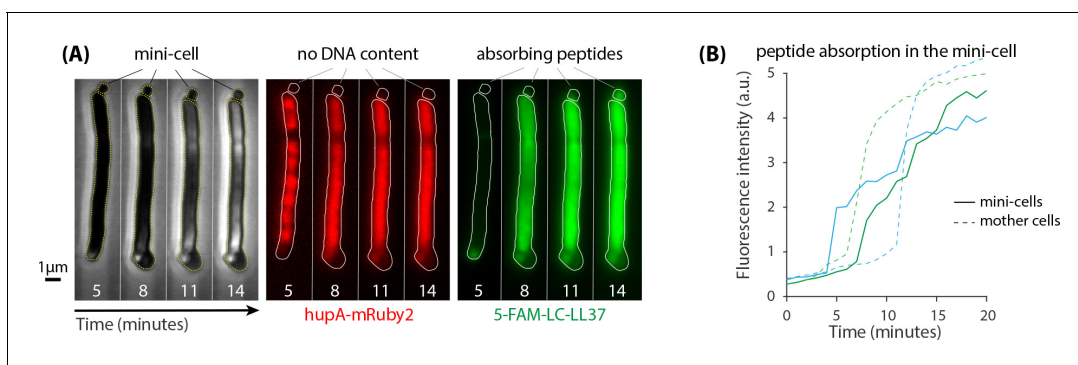 (A)
mini-cell
no DNA content
absorbing peptides
1μm
5 8 11 14
5 8 11 14
5 8 11 14
Time (minutes)
hupA-mRuby2
5-FAM-LC-LL37
(B)
peptide absorption in the mini-cell
Fluorescence intensity (a.u.)
5
4
3
2
1
0
0 5 10 15 20
Time (minutes)
mini-cells
mother cells